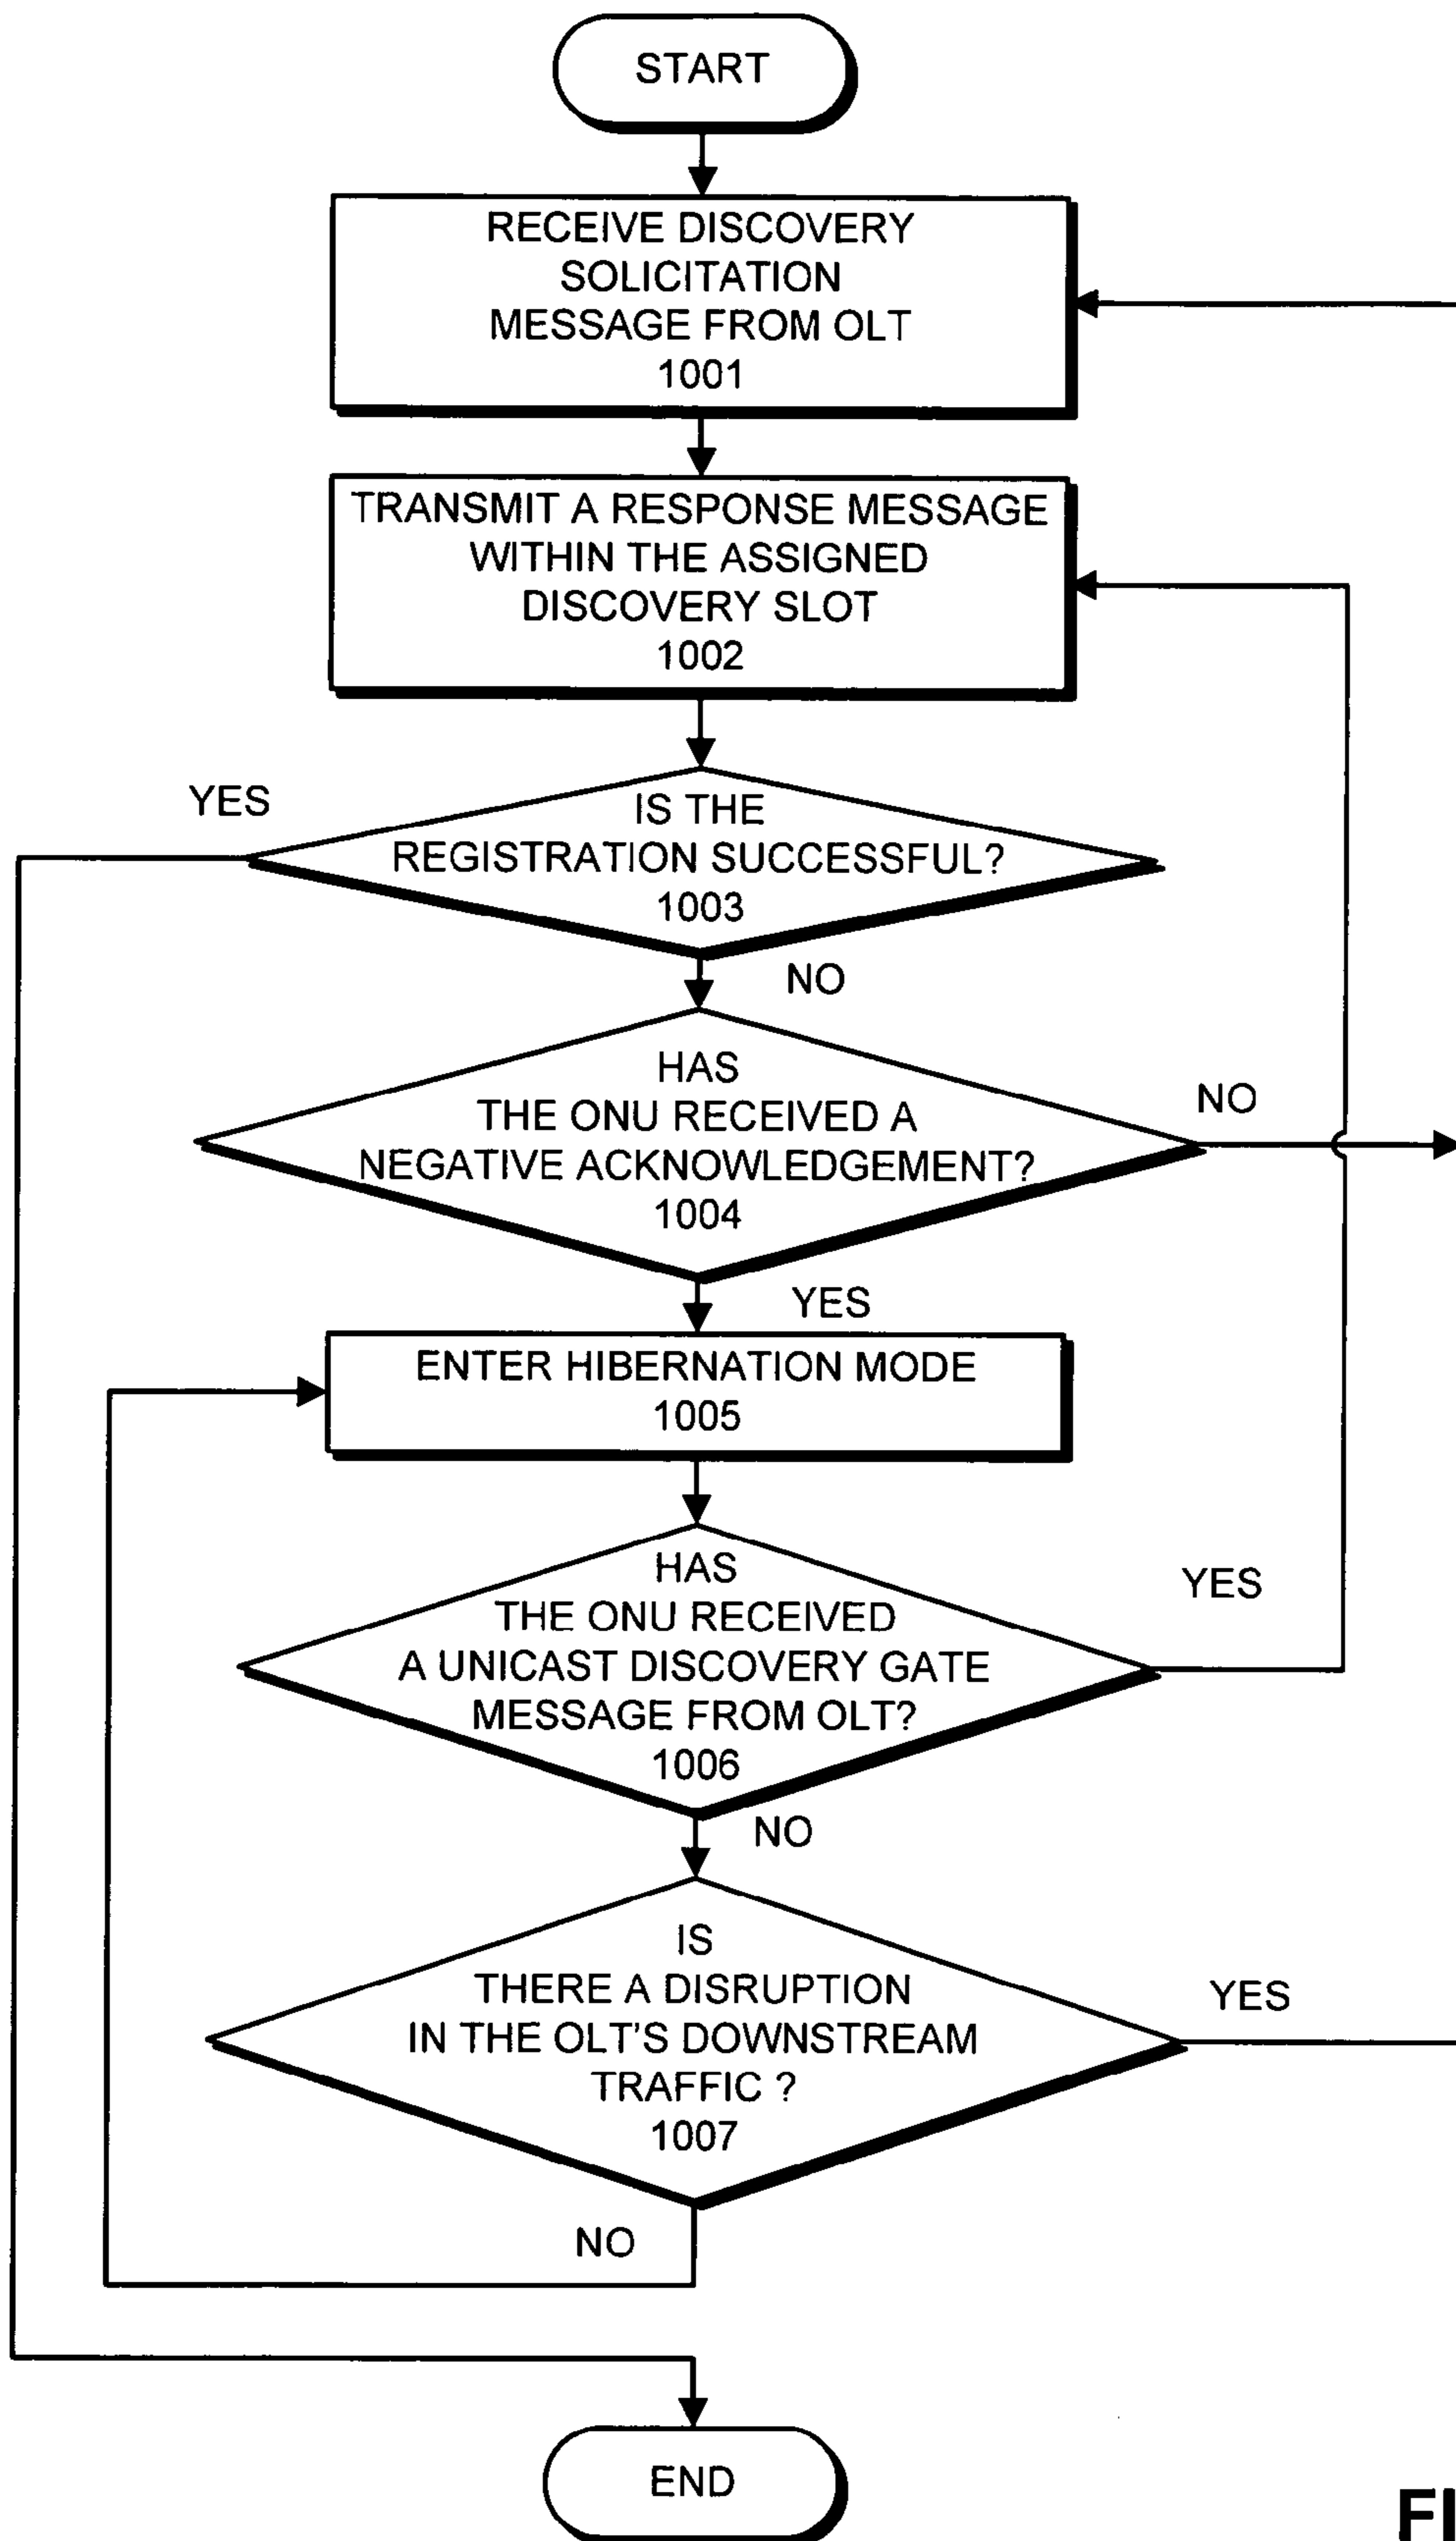 START
RECEIVE DISCOVERY
SOLICITATION
MESSAGE FROM OLT
1001
TRANSMIT A RESPONSE MESSAGE
WITHIN THE ASSIGNED
DISCOVERY SLOT
1002
YES
IS THE
REGISTRATION SUCCESSFUL?
1003
NO
HAS
THE ONU RECEIVED A
NEGATIVE ACKNOWLEDGEMENT?
1004
NO
YES
ENTER HIBERNATION MODE
1005
HAS
THE ONU RECEIVED
A UNICAST DISCOVERY GATE
MESSAGE FROM OLT?
1006
YES
NO
IS
THERE A DISRUPTION
IN THE OLT'S DOWNSTREAM
TRAFFIC ?
1007
YES
NO
END